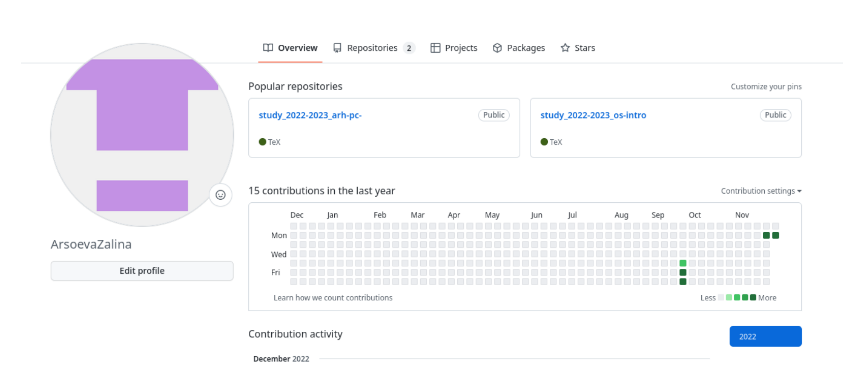 Overview Repositories 2 Projects Packages Stars
Popular repositories Customize your pins
study_2022-2023_arh-pc- Public
TeX
study_2022-2023_os-intro Public
TeX
15 contributions in the last year Contribution settings
Dec Jan Feb Mar Apr May Jun Jul Aug Sep Oct Nov
Mon
Wed
Fri
Learn how we count contributions Less More
ArsoevaZalina
Edit profile
Contribution activity 2022
December 2022